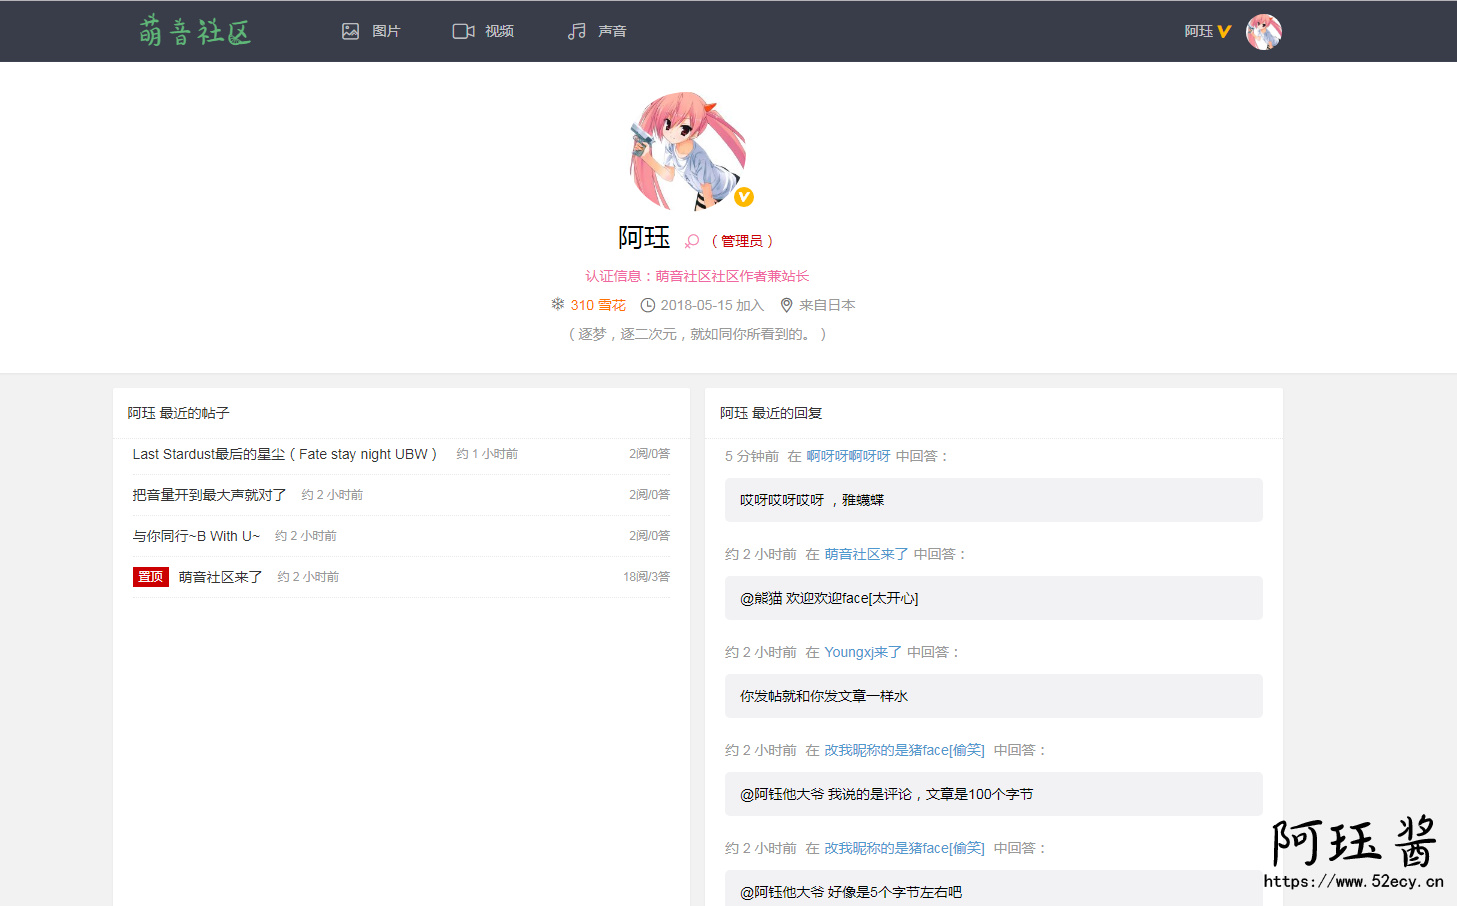 萌音社区 图片 视频 声音 阿珏
阿珏 （管理员）
认证信息：萌音社区社区作者兼站长
310 雪花 2018-05-15 加入 来自日本
（逐梦，逐二次元，就如同你所看到的。）
阿珏 最近的帖子
Last Stardust最后的星尘（Fate stay night UBW） 约 1 小时前 2阅/0答
把音量开到最大声就对了 约 2 小时前 2阅/0答
与你同行~B With U~ 约 2 小时前 2阅/0答
置顶 萌音社区来了 约 2 小时前 18阅/3答
阿珏 最近的回复
5 分钟前 在 啊呀呀啊呀呀 中回答：
哎呀哎呀哎呀 ，雅蠛蝶
约 2 小时前 在 萌音社区来了 中回答：
@熊猫 欢迎欢迎face[太开心]
约 2 小时前 在 Youngxj来了 中回答：
你发帖就和你发文章一样水
约 2 小时前 在 改我昵称的是猪face[偷笑] 中回答：
@阿钰他大爷 我说的是评论，文章是100个字节
约 2 小时前 在 改我昵称的是猪face[偷笑] 中回答：
@阿钰他大爷 好像是5个字节左右吧
阿珏酱
https://www.52ecy.cn